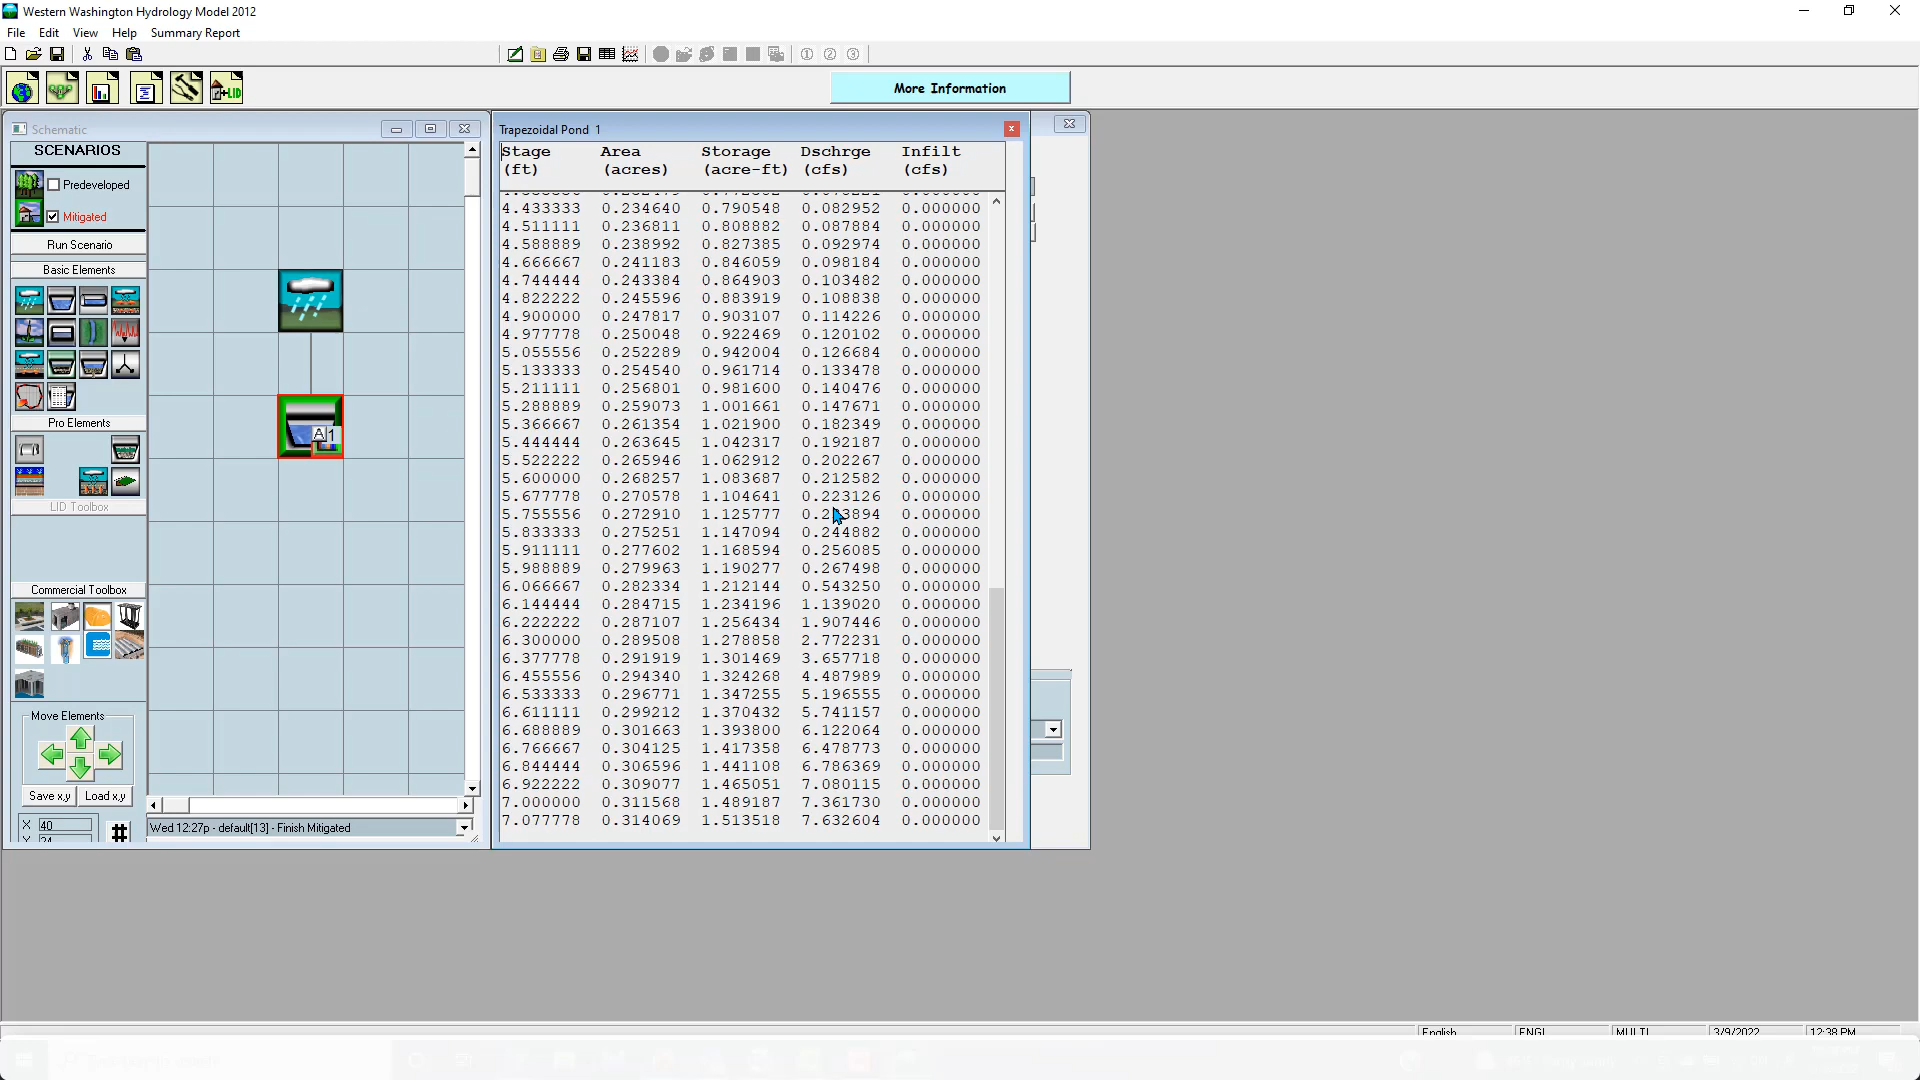 Western Washington Hydrology Model 2012
File Edit View Help Summary Report
More Information
Schematic
SCENARIOS
Predeveloped
Mitigated
Run Scenario
Basic Elements
Pro Elements
LID Toolbox
Commercial Toolbox
Move Elements
Save x,y Load x,y
X 40
Y 24
A 1
Wed 12:27p - default[13] - Finish Mitigated
Trapezoidal Pond 1
Stage Area Storage Dschrge Infilt
(ft) (acres) (acre-ft) (cfs) (cfs)
4.433333 0.234640 0.790548 0.082952 0.000000
4.511111 0.236811 0.808882 0.087884 0.000000
4.588889 0.238992 0.827385 0.092974 0.000000
4.666667 0.241183 0.846059 0.098184 0.000000
4.744444 0.243384 0.864903 0.103482 0.000000
4.822222 0.245596 0.883919 0.108838 0.000000
4.900000 0.247817 0.903107 0.114226 0.000000
4.977778 0.250048 0.922469 0.120102 0.000000
5.055556 0.252289 0.942004 0.126684 0.000000
5.133333 0.254540 0.961714 0.133478 0.000000
5.211111 0.256801 0.981600 0.140476 0.000000
5.288889 0.259073 1.001661 0.147671 0.000000
5.366667 0.261354 1.021900 0.182349 0.000000
5.444444 0.263645 1.042317 0.192187 0.000000
5.522222 0.265946 1.062912 0.202267 0.000000
5.600000 0.268257 1.083687 0.212582 0.000000
5.677778 0.270578 1.104641 0.223126 0.000000
5.755556 0.272910 1.125777 0.000000
5.833333 0.275251 1.147094 0.244882 0.000000
5.911111 0.277602 1.168594 0.256085 0.000000
5.988889 0.279963 1.190277 0.267498 0.000000
6.066667 0.282334 1.212144 0.543250 0.000000
6.144444 0.284715 1.234196 1.139020 0.000000
6.222222 0.287107 1.256434 1.907446 0.000000
6.300000 0.289508 1.278858 2.772231 0.000000
6.377778 0.291919 1.301469 3.657718 0.000000
6.455556 0.294340 1.324268 4.487989 0.000000
6.533333 0.296771 1.347255 5.196555 0.000000
6.611111 0.299212 1.370432 5.741157 0.000000
6.688889 0.301663 1.393800 6.122064 0.000000
6.766667 0.304125 1.417358 6.478773 0.000000
6.844444 0.306596 1.441108 6.786369 0.000000
6.922222 0.309077 1.465051 7.080115 0.000000
7.000000 0.311568 1.489187 7.361730 0.000000
7.077778 0.314069 1.513518 7.632604 0.000000
English ENGL MULTI 3/9/2022 12:38 PM